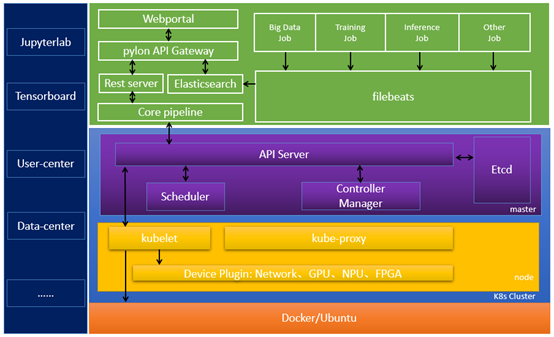 Jupyterlab
Tensorboard
User-center
Data-center
......
Webportal
pylon API Gateway
Rest server
Elasticsearch
Core pipeline
Big Data
Job
Training
Job
Inference
Job
Other
Job
filebeats
API Server
Scheduler
Controller
Manager
Etcd
master
kubelet
kube-proxy
Device Plugin: Network、GPU、NPU、FPGA
node
K8s Cluster
Docker/Ubuntu